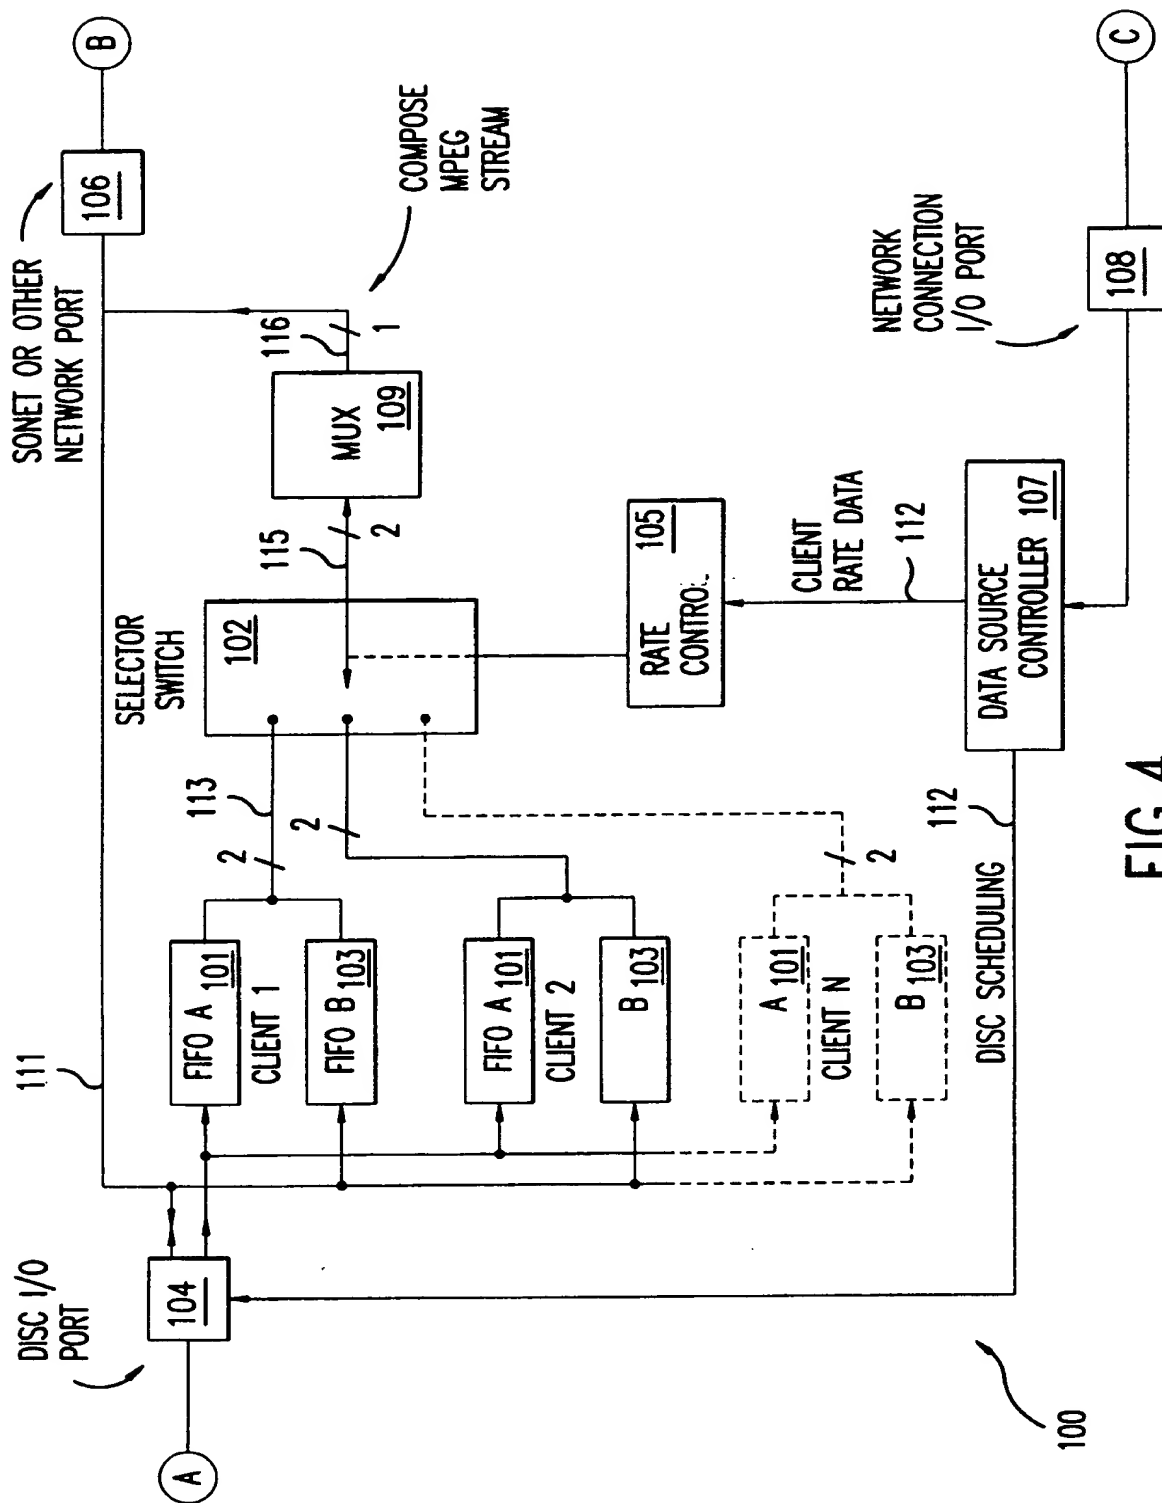 A
DISC I/O
PORT
104
111
SONET OR OTHER
NETWORK PORT
106
B
FIFO A 101
CLIENT 1
FIFO B 103
FIFO A 101
CLIENT 2
B 103
A 101
CLIENT N
B 103
113
2
2
2
SELECTOR
SWITCH
102
115
2
MUX
109
116
1
COMPOSE
MPEG
STREAM
RATE
CONTROL
105
CLIENT
RATE DATA
112
DATA SOURCE
CONTROLLER 107
DISC SCHEDULING
112
NETWORK
CONNECTION
I/O PORT
108
C
100
FIG.4